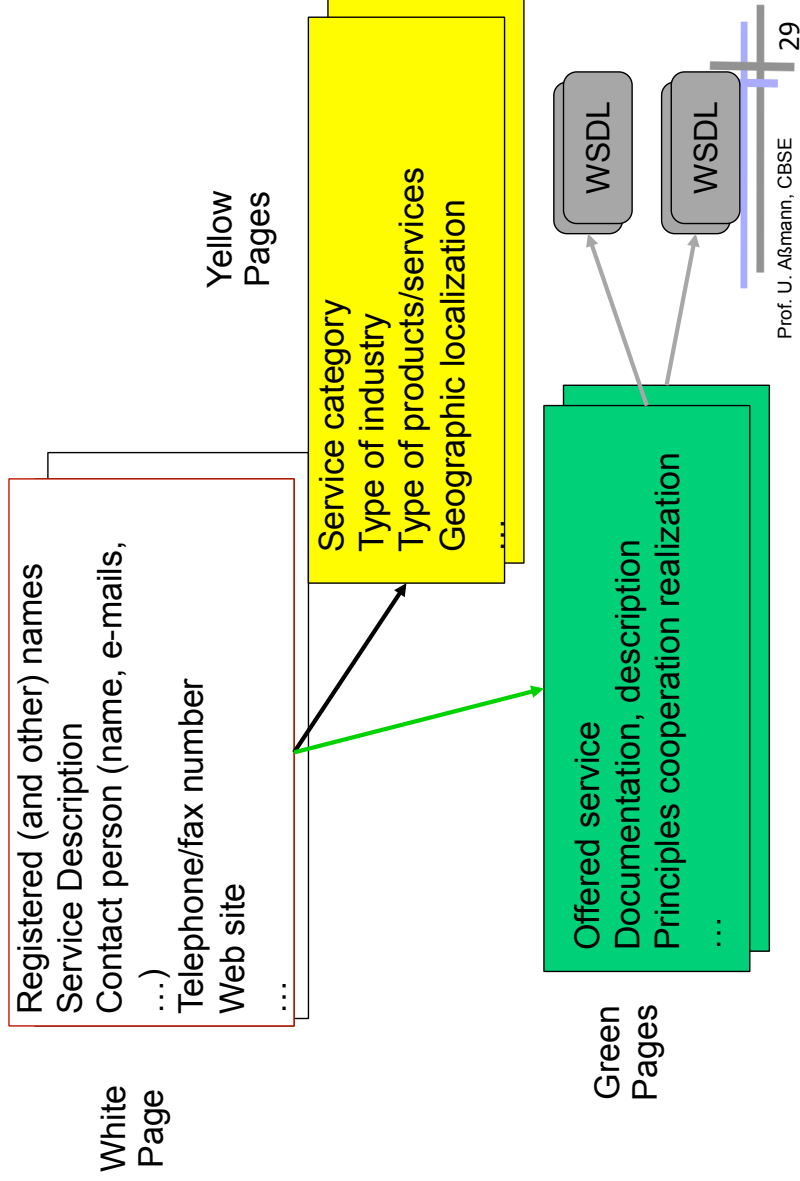 White
Page
Registered (and other) names
Service Description
Contact person (name, e-mails,
…)
Telephone/fax number
Web site
…
Yellow
Pages
Service category
Type of industry
Type of products/services
Geographic localization
…
Green
Pages
Offered service
Documentation, description
Principles cooperation realization
…
WSDL
WSDL
Prof. U. Aßmann, CBSE
29